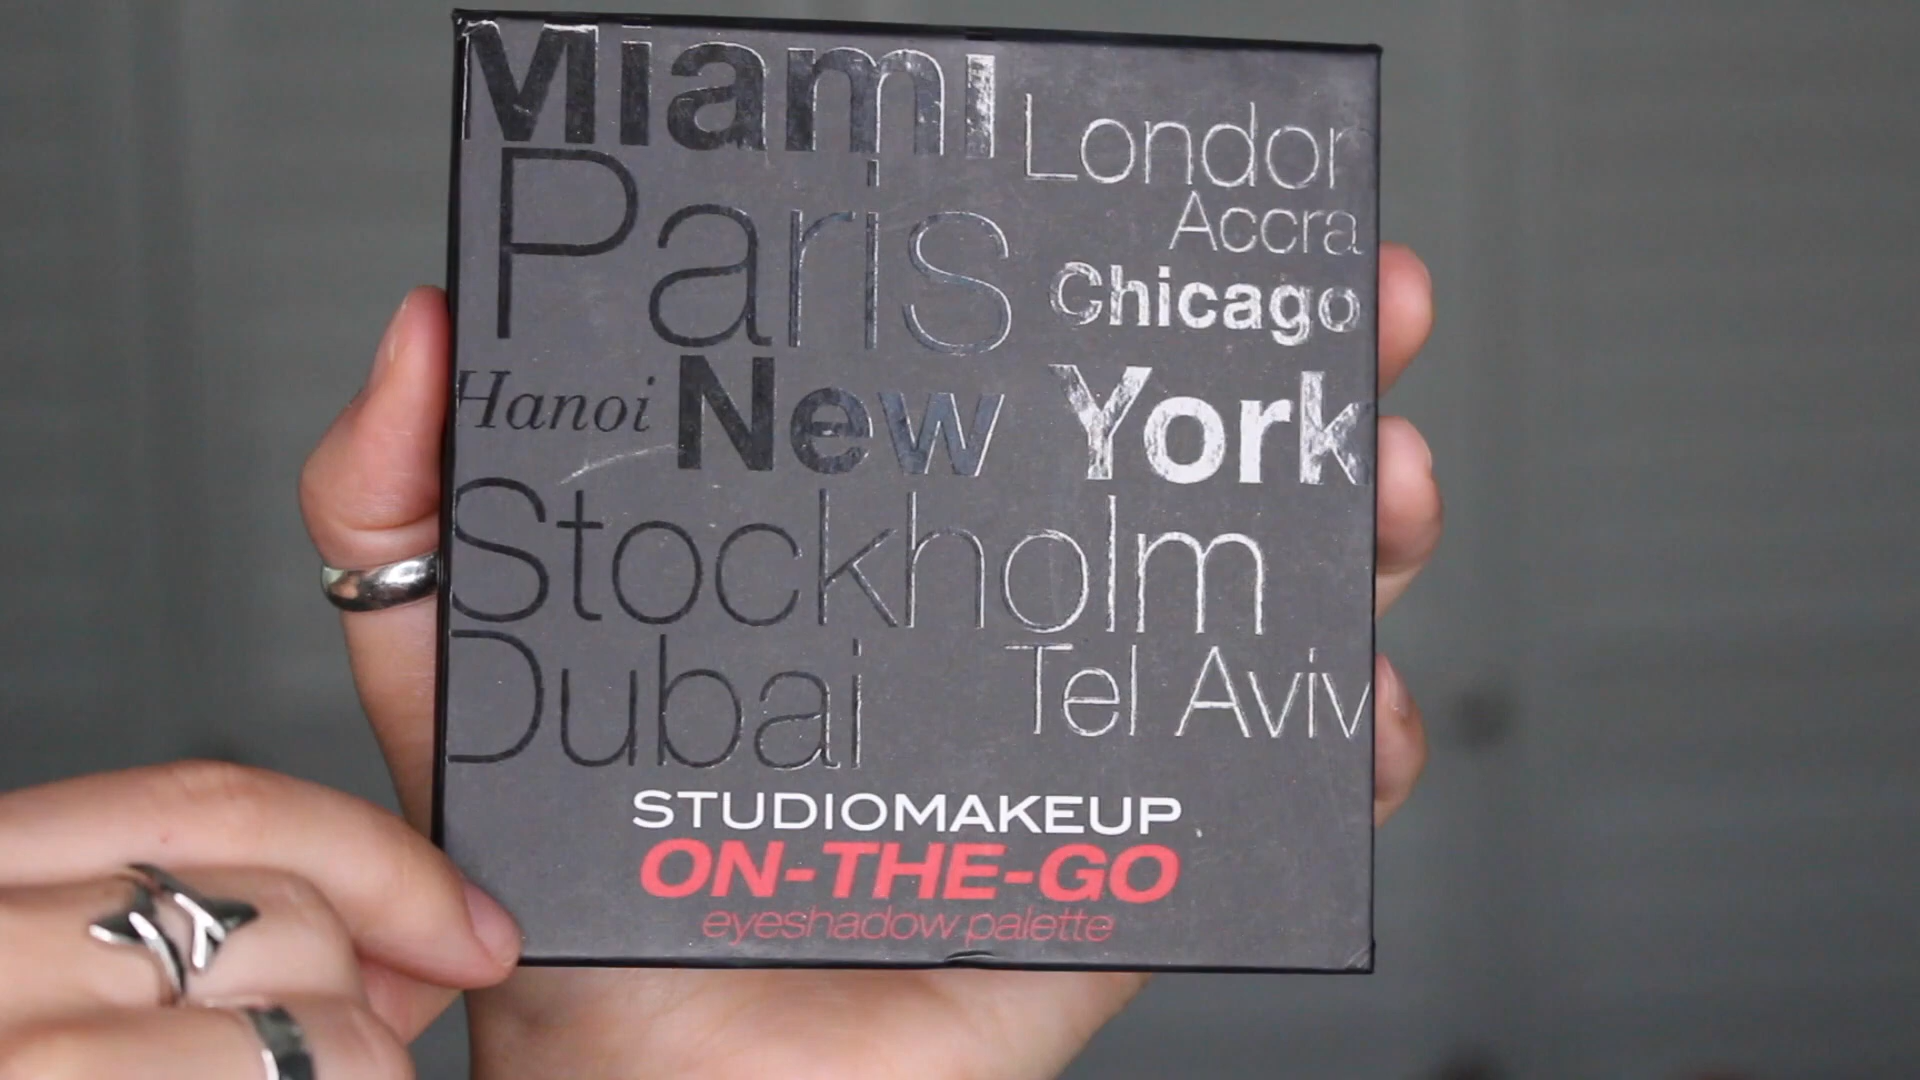 Miami
London
Accra
Paris
Chicago
Hanoi New York
Stockholm
Dubai
Tel Aviv
STUDIOMAKEUP
ON-THE-GO
eyeshadow palette